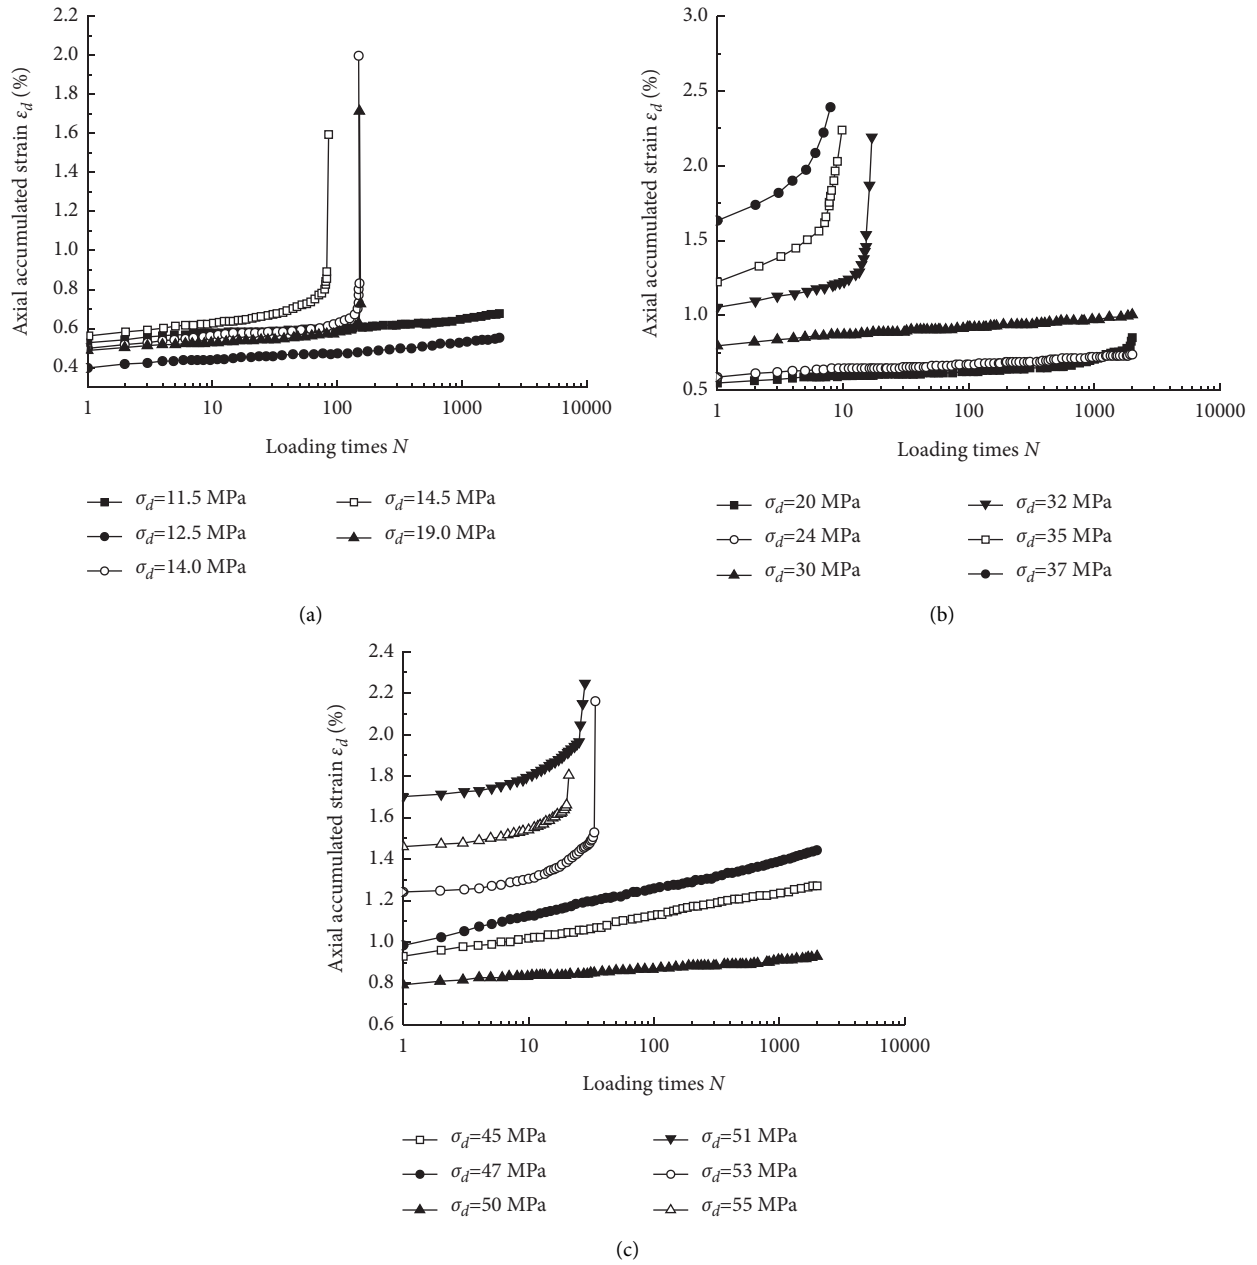 2.2
2.0
1.8
1.6
1.4
1.2
1.0
0.8
0.6
0.4
Axial accumulated strain εd (%)
1 10 100 1000 10000
Loading times N
σd=11.5 MPa
σd=12.5 MPa
σd=14.0 MPa
σd=14.5 MPa
σd=19.0 MPa
(a)
3.0
2.5
2.0
1.5
1.0
0.5
Axial accumulated strain εd (%)
1 10 100 1000 10000
Loading times N
σd=20 MPa
σd=24 MPa
σd=30 MPa
σd=32 MPa
σd=35 MPa
σd=37 MPa
(b)
2.4
2.2
2.0
1.8
1.6
1.4
1.2
1.0
0.8
0.6
Axial accumulated strain εd (%)
1 10 100 1000 10000
Loading times N
σd=45 MPa
σd=47 MPa
σd=50 MPa
σd=51 MPa
σd=53 MPa
σd=55 MPa
(c)